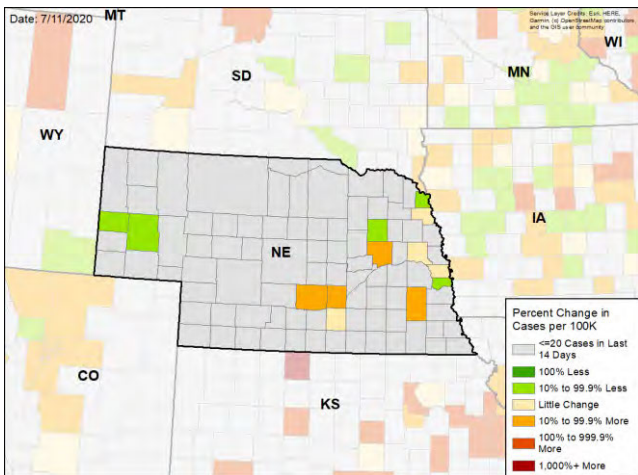 Date: 7/11/2020
MT
Service Layer Credits: Esri, HERE,
Garmin, (c) OpenStreetMap contributors,
and the GIS user community
WI
MN
SD
WY
IA
NE
CO
KS
Percent Change in
Cases per 100K
<=20 Cases in Last
14 Days
100% Less
10% to 99.9% Less
Little Change
10% to 99.9% More
100% to 999.9%
More
1,000%+ More